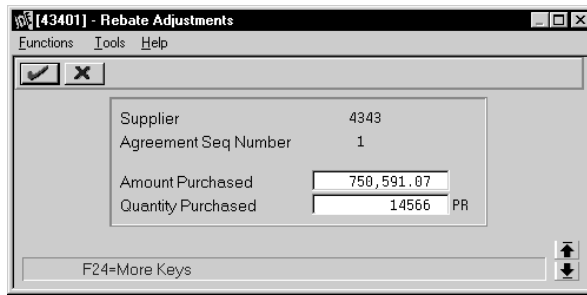 [43401] - Rebate Adjustments
Functions Tools Help
Supplier 4343
Agreement Seq Number 1
Amount Purchased 750,591.07
Quantity Purchased 14566 PR
F24=More Keys